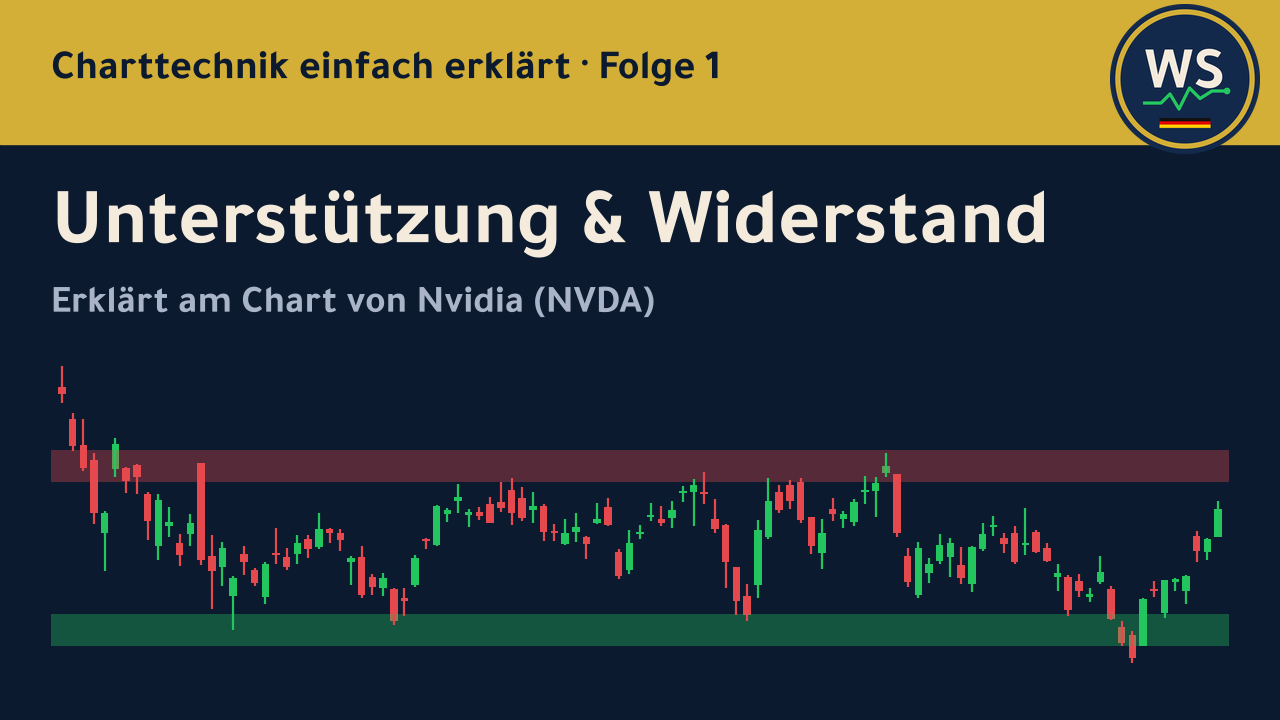 Charttechnik einfach erklärt · Folge 1
WS
Unterstützung & Widerstand
Erklärt am Chart von Nvidia (NVDA)